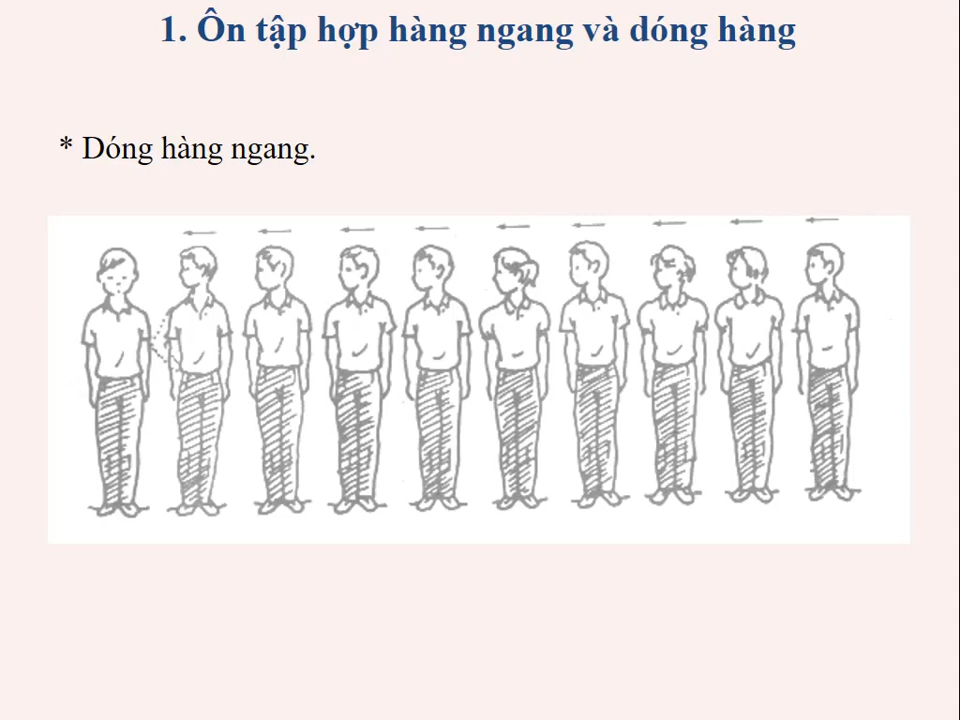 1. Ôn tập hợp hàng ngang và dóng hàng
* Dóng hàng ngang.